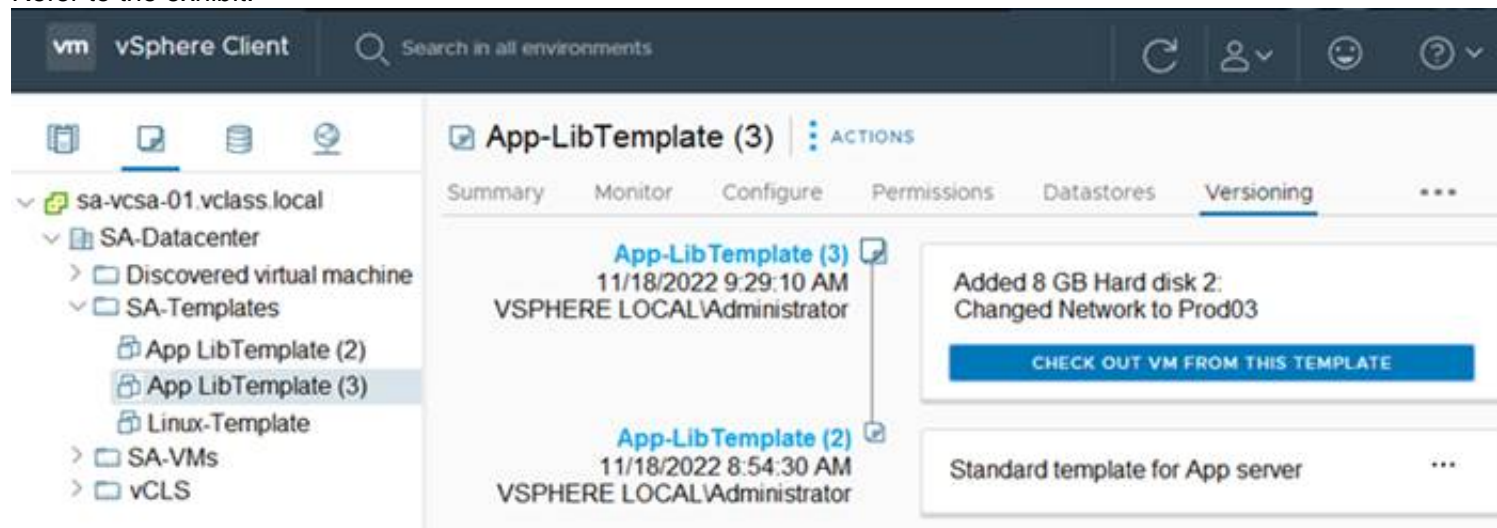 vm vSphere Client Search in all environments
App-LibTemplate (3) ACTIONS
Summary Monitor Configure Permissions Datastores Versioning
sa-vcsa-01.vclass.local
SA-Datacenter
Discovered virtual machine
SA-Templates
App LibTemplate (2)
App LibTemplate (3)
Linux-Template
SA-VMs
vCLS
App-LibTemplate (3)
11/18/2022 9:29:10 AM
VSPHERE LOCAL\Administrator
Added 8 GB Hard disk 2:
Changed Network to Prod03
CHECK OUT VM FROM THIS TEMPLATE
App-LibTemplate (2)
11/18/2022 8:54:30 AM
VSPHERE LOCAL\Administrator
Standard template for App server